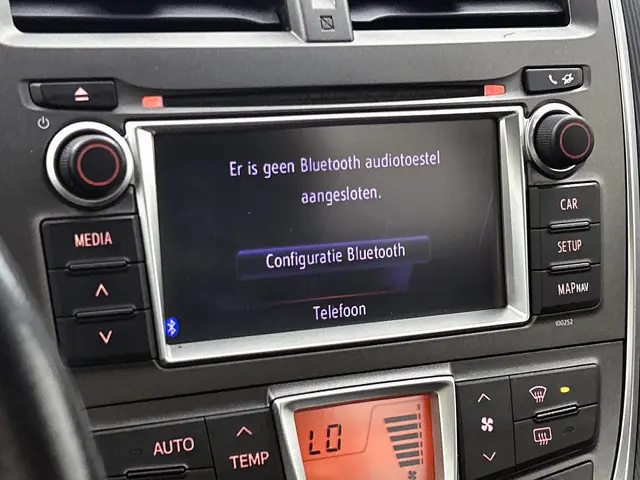 Er is geen Bluetooth audiotoestel
aangesloten.
Configuratie Bluetooth
Telefoon
MEDIA
CAR
SETUP
MAP NAV
100252
AUTO
TEMP
LO